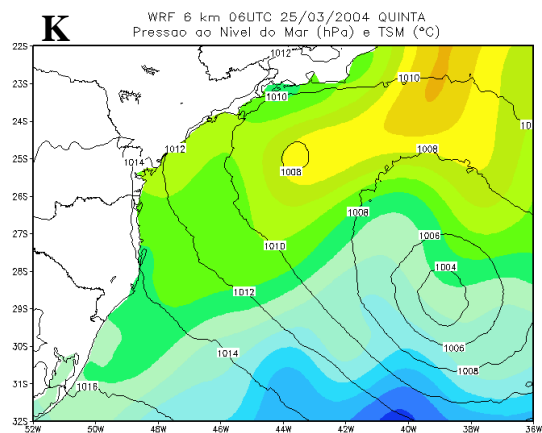 K
WRF 6 km 06UTC 25/03/2004 QUINTA
Pressao ao Nivel do Mar (hPa) e TSM (°C)
22S
1012
23S
1010
1010
24S
1012
1014
1008
25S
1008
26S
1008
27S
1006
1010
1004
28S
1012
29S
30S
1014
1006
1008
31S
1016
32S
52W
50W
48W
46W
44W
42W
40W
38W
36W